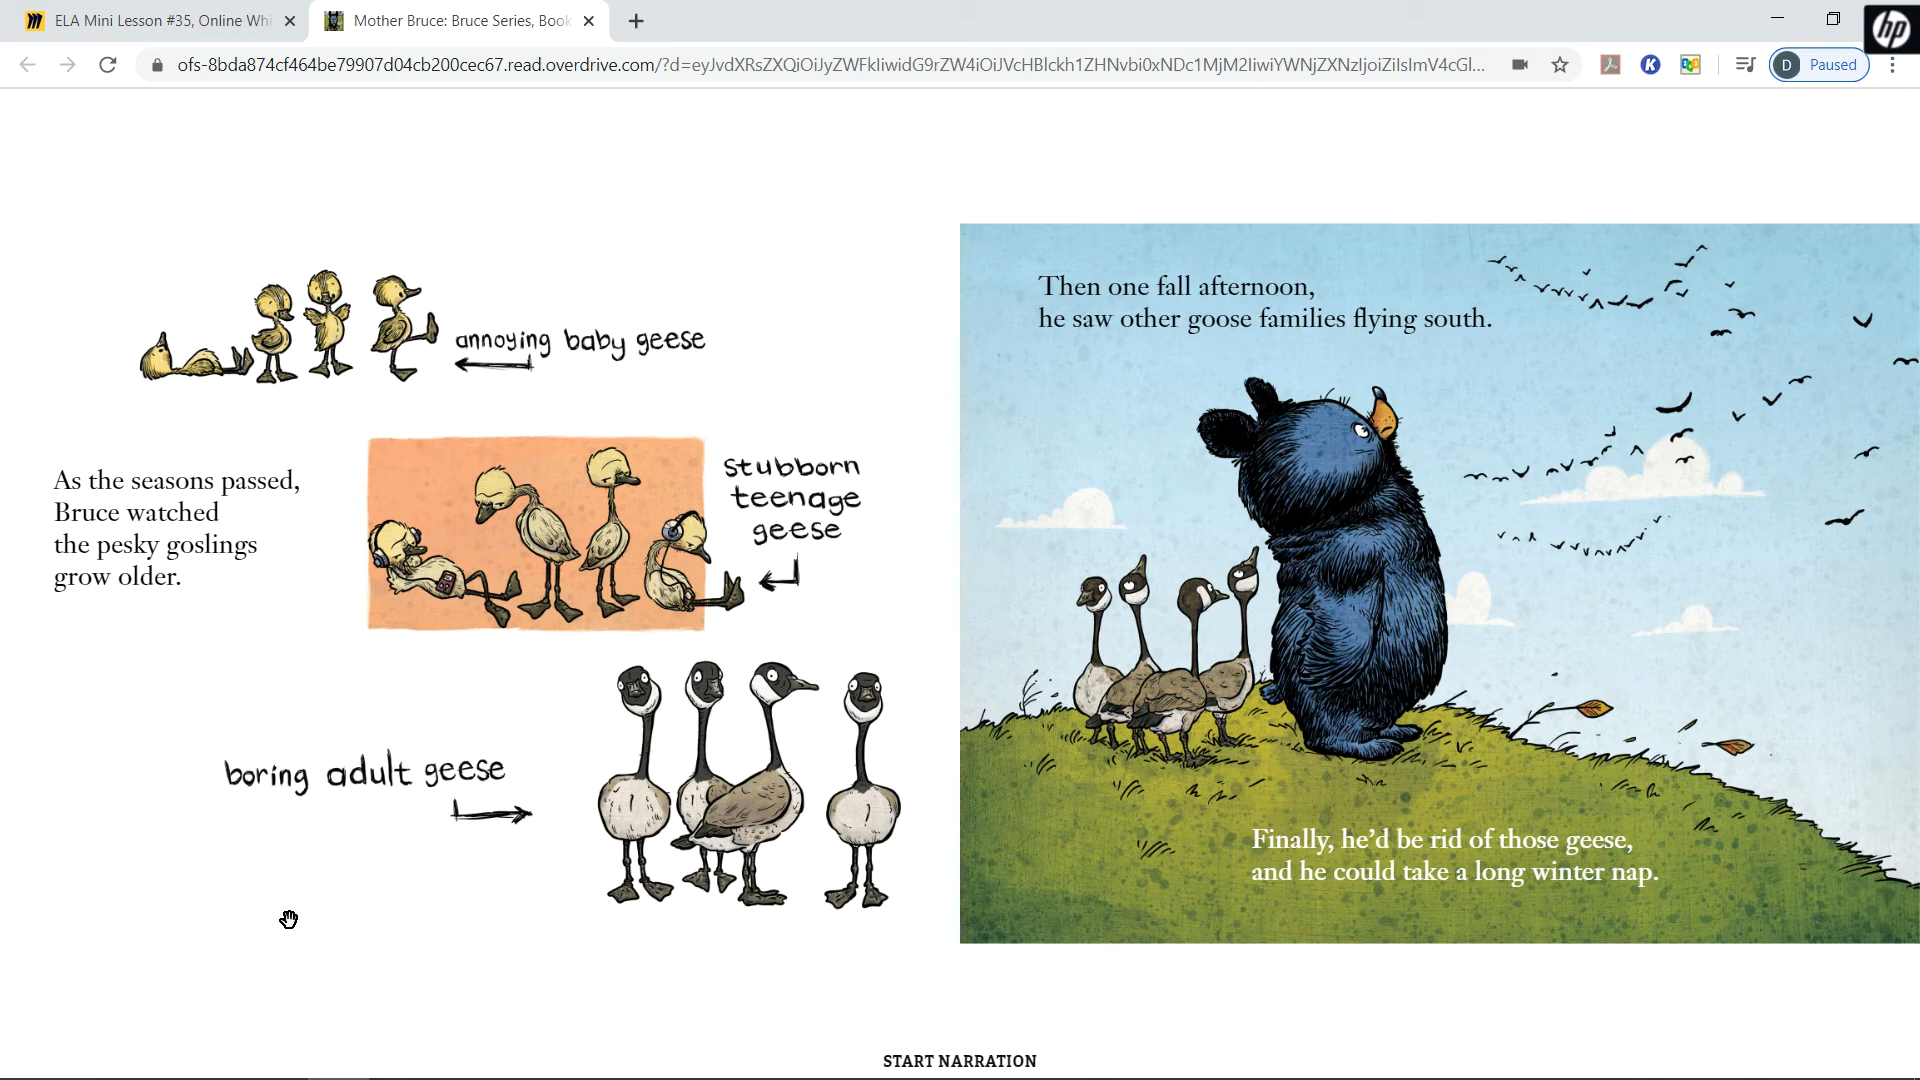 ELA Mini Lesson #35, Online Whi
Mother Bruce: Bruce Series, Book
hp
ofs-8bda874cf464be79907d04cb200cec67.read.overdrive.com/?d=eyJvdXRsZXQiOiJyZWFkIiwidG9rZW4iOiJVcHBlckh1ZHNvbi0xNDc1MjM2IiwiYWNjZXNzIjoiZiIsImV4cGl...
D Paused
annoying baby geese
As the seasons passed,
Bruce watched
the pesky goslings
grow older.
stubborn
teenage
geese
boring adult geese
Then one fall afternoon,
he saw other goose families flying south.
Finally, he’d be rid of those geese,
and he could take a long winter nap.
START NARRATION